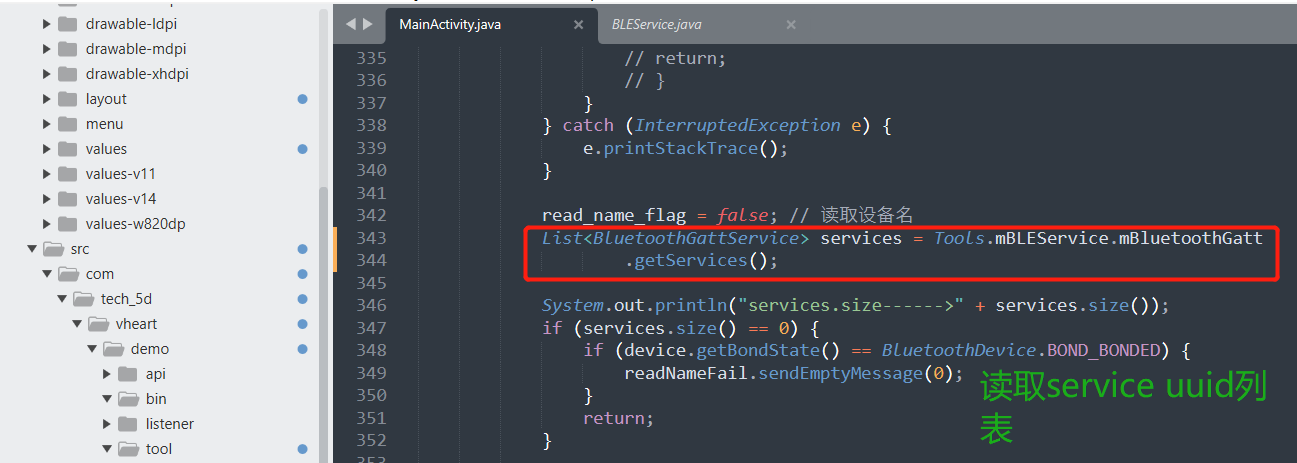 drawable-ldpi
drawable-mdpi
drawable-xhdpi
layout
menu
values
values-v11
values-v14
values-w820dp
src
com
tech_5d
vheart
demo
api
bin
listener
tool
MainActivity.java ×
BLEService.java ×
335 // return;
336 // }
337 }
338 } catch (InterruptedException e) {
339 e.printStackTrace();
340 }
341
342 read_name_flag = false; // 读取设备名
343 List<BluetoothGattService> services = Tools.mBLEService.mBluetoothGatt
344 .getServices();
345
346 System.out.println("services.size------>" + services.size());
347 if (services.size() == 0) {
348 if (device.getBondState() == BluetoothDevice.BOND_BONDED) {
349 readNameFail.sendEmptyMessage(0);
350 }
351 return;
352 }
读取service uuid列
表